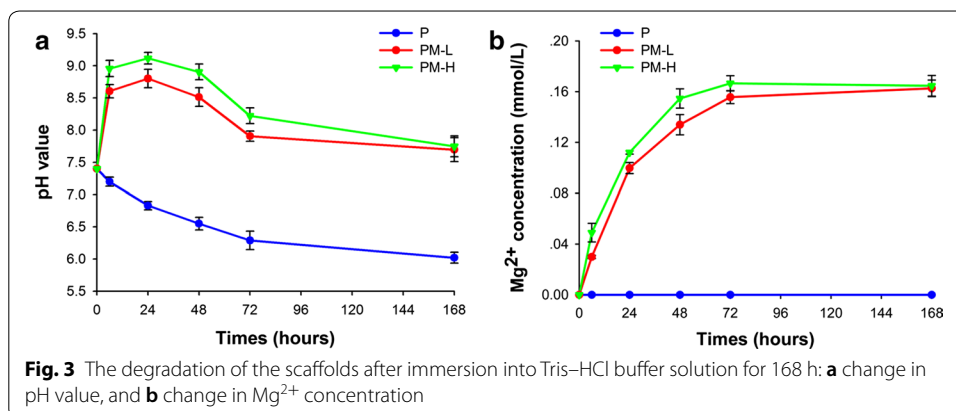 a
P
PM-L
PM-H
9.5
9.0
8.5
8.0
7.5
7.0
6.5
6.0
5.5
pH value
0 24 48 72 96 120 144 168
Times (hours)
b
P
PM-L
PM-H
.20
.16
.12
.08
.04
0.00
Mg2+ concentration (mmol/L)
0 24 48 72 96 120 144 168
Times (hours)
Fig. 3 The degradation of the scaffolds after immersion into Tris–HCl buffer solution for 168 h: a change in
pH value, and b change in Mg2+ concentration